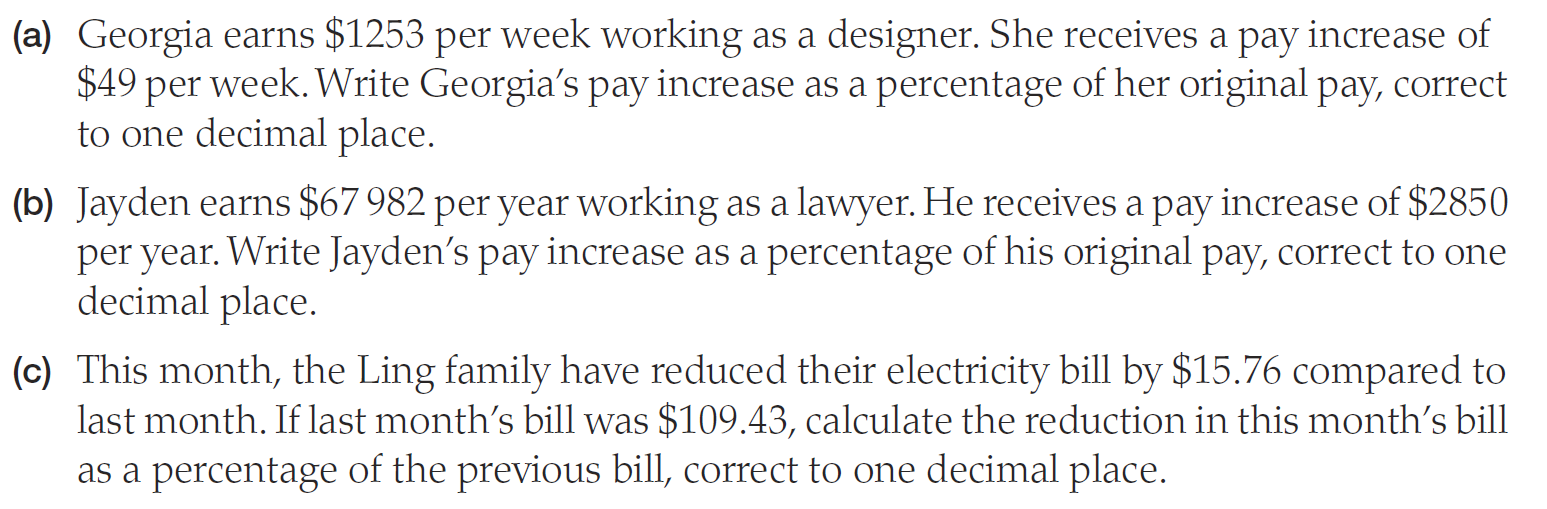 (a) Georgia earns $1253 per week working as a designer. She receives a pay increase of
$49 per week. Write Georgia’s pay increase as a percentage of her original pay, correct
to one decimal place.
(b) Jayden earns $67 982 per year working as a lawyer. He receives a pay increase of $2850
per year. Write Jayden’s pay increase as a percentage of his original pay, correct to one
decimal place.
(c) This month, the Ling family have reduced their electricity bill by $15.76 compared to
last month. If last month’s bill was $109.43, calculate the reduction in this month’s bill
as a percentage of the previous bill, correct to one decimal place.